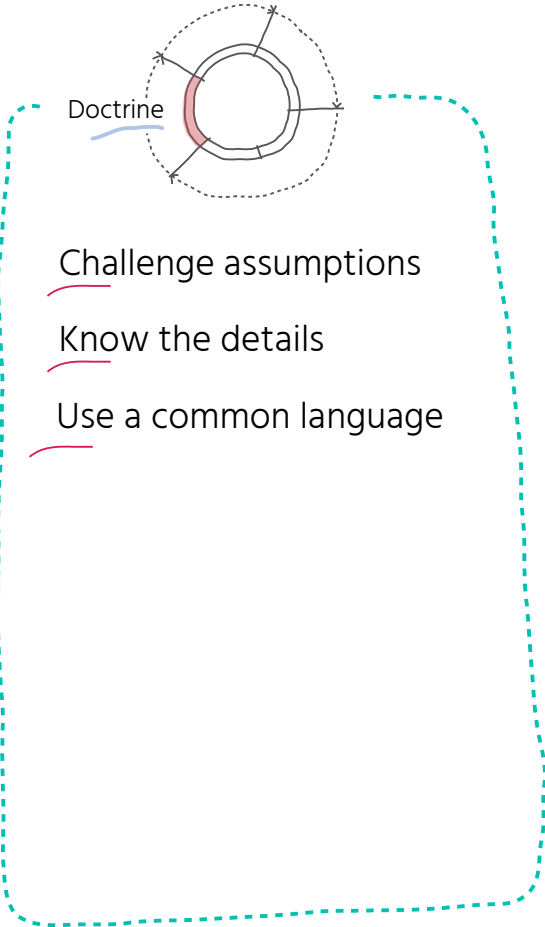 Doctrine
Challenge assumptions
Know the details
Use a common language